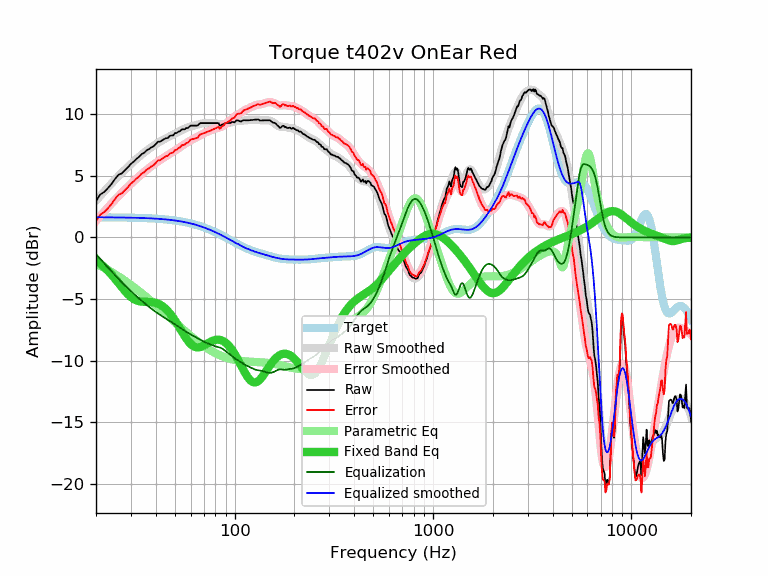 Torque t402v OnEar Red
Amplitude (dBr)
10
5
0
−5
−10
−15
−20
Target
Raw Smoothed
Error Smoothed
Raw
Error
Parametric Eq
Fixed Band Eq
Equalization
Equalized smoothed
100
1000
10000
Frequency (Hz)